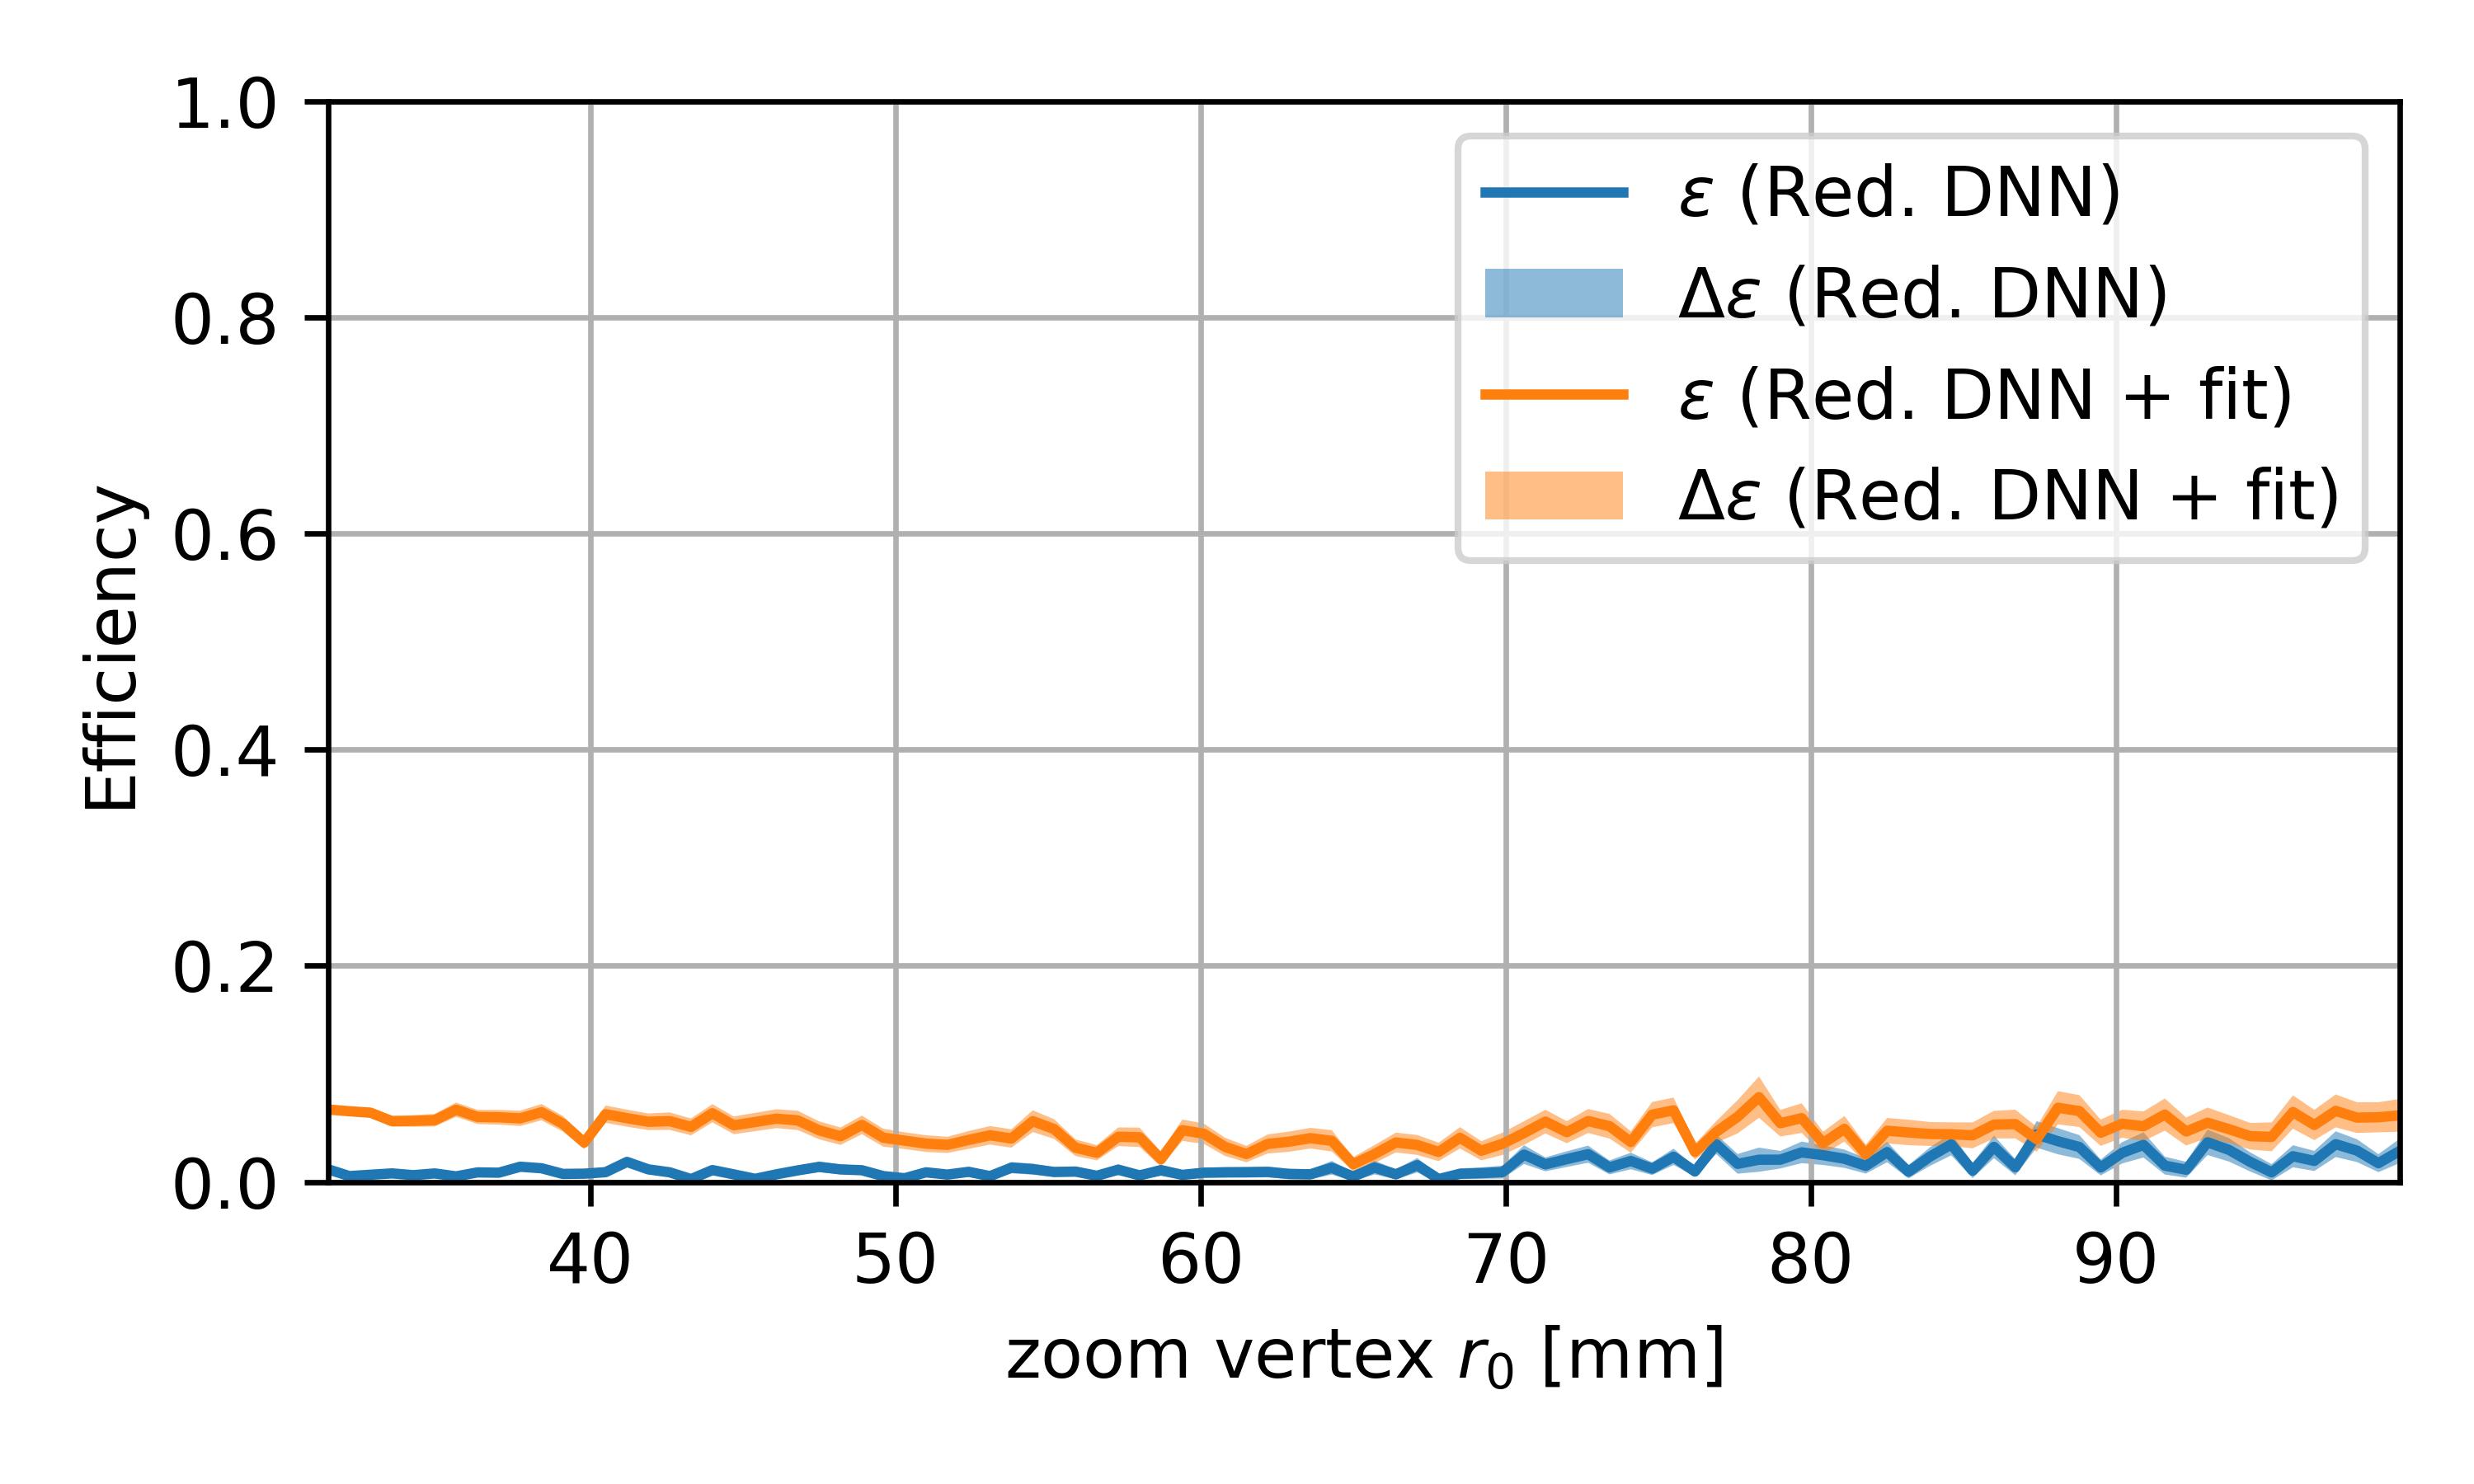 1.0
0.8
0.6
0.4
0.2
0.0
Efficiency
ε (Red. DNN)
Δε (Red. DNN)
ε (Red. DNN + fit)
Δε (Red. DNN + fit)
40 50 60 70 80 90
zoom vertex r₀ [mm]